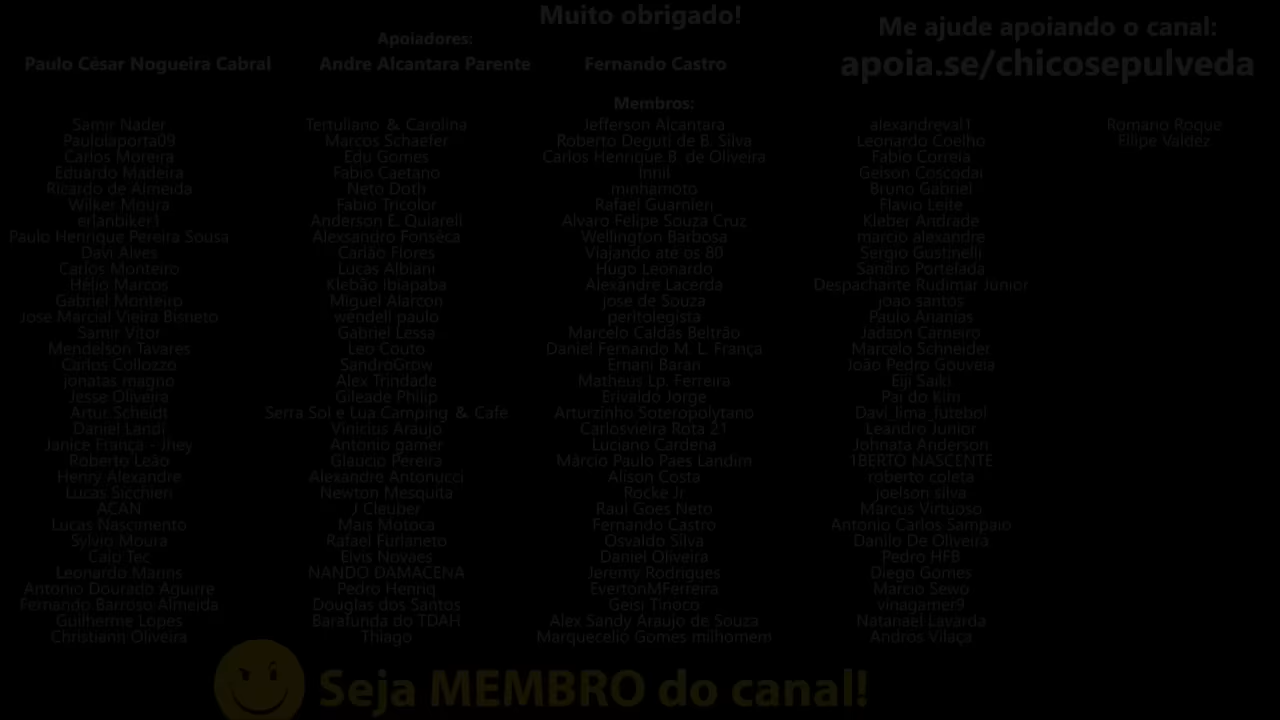 Muito obrigado!
Me ajude apoiando o canal:
apoia.se/chicosepulveda
Apoiadores:
Paulo César Nogueira Cabral
Andre Alcantara Parente
Fernando Castro
Membros:
Samir Nader
Paulolaporta09
Carlos Moreira
Eduardo Madeira
Ricardo de Almeida
Wilker Moura
erlanbiker1
Paulo Henrique Pereira Sousa
Davi Alves
Carlos Monteiro
Hélio Marcos
Gabriel Monteiro
Jose Marcial Vieira Bisneto
Samir Vitor
Mendelson Tavares
Carlos Collozzo
jonatas magno
Jesse Oliveira
Artur Scheidt
Daniel Landi
Janice França - Jhey
Roberto Leão
Henry Alexandre
Lucas Sicchieri
ACAN
Lucas Nascimento
Sylvio Moura
Caio Tec
Leonardo Manns
Antonio Dourado Aguirre
Fernando Barroso Almeida
Guilherme Lopes
Christiann Oliveira
Tertuliano & Carolina
Marcos Schaefer
Edu Gomes
Fabio Caetano
Neto Doth
Fabio Tricolor
Anderson E. Quiareli
Alexsandro Fonseca
Carlão Flores
Lucas Albiani
Klebão Ibiapaba
Miguel Alarcon
wendell paulo
Gabriel Lessa
Leo Couto
SandroGrow
Alex Trindade
Gileade Philip
Serra Sol e Lua Camping & Cafe
Vinicius Araujo
Antonio gamer
Glaucio Pereira
Alexandre Antonucci
Newton Mesquita
J Cleuber
Mais Motoca
Rafael Furlaneto
Elvis Novaes
NANDO DAMACENA
Pedro Henriq
Douglas dos Santos
Barafunda do TDAH
Thiago
Jefferson Alcantara
Roberto Deguti de B. Silva
Carlos Henrique B. de Oliveira
minhamoto
Rafael Guarnieri
Alvaro Felipe Souza Cruz
Wellington Barbosa
Viajando até os 80
Hugo Leonardo
Alexandre Lacerda
jose de Souza
peritolegista
Marcelo Caldas Beltrão
Daniel Fernando M. L. França
Ernani Baran
Matheus Lp. Ferreira
Erivaldo Jorge
Arturzinho Soteropolytano
Carlosvieira Rota 21
Luciano Cardena
Márcio Paulo Paes Landim
Alison Costa
Rocke Jr
Raul Goes Neto
Fernando Castro
Osvaldo Silva
Daniel Oliveira
Jeremy Rodrigues
EvertonMFerreira
Geisi Tinoco
Alex Sandy Araujo de Souza
Marquecelio Gomes milhomem
alexandreval1
Leonardo Coelho
Fabio Correia
Gelson Coscodai
Bruno Gabriel
Flavio Leite
Kleber Andrade
marcio alexandre
Sergio Gustinelli
Sandro Portelada
Despachante Rudimar Júnior
joao santos
Paulo Ananias
Jadson Carneiro
Marcelo Schneider
João Pedro Gouveia
Eiji Saiki
Pai do Kim
Davi_lima_futebol
Leandro Junior
Johnata Anderson
1BERTO NASCENTE
roberto coleta
joelson silva
Marcus Virtuoso
Antonio Carlos Sampaio
Danilo De Oliveira
Pedro HFB
Diego Gomes
Marcio Sewo
vinagamer9
Natanael Lavarda
Andros Vilaça
Romario Roque
Filipe Valdez
Seja MEMBRO do canal!